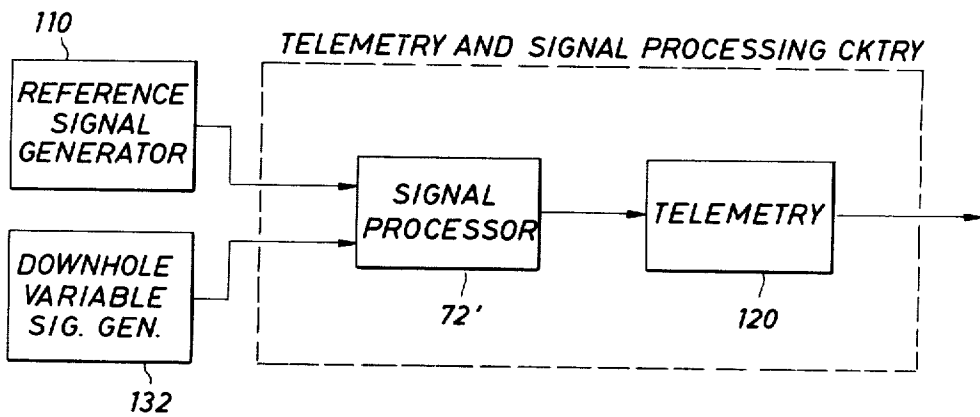 110
TELEMETRY AND SIGNAL PROCESSING CKTRY
REFERENCE
SIGNAL
GENERATOR
SIGNAL
PROCESSOR
TELEMETRY
DOWNHOLE
VARIABLE
SIG. GEN.
72'
120
132